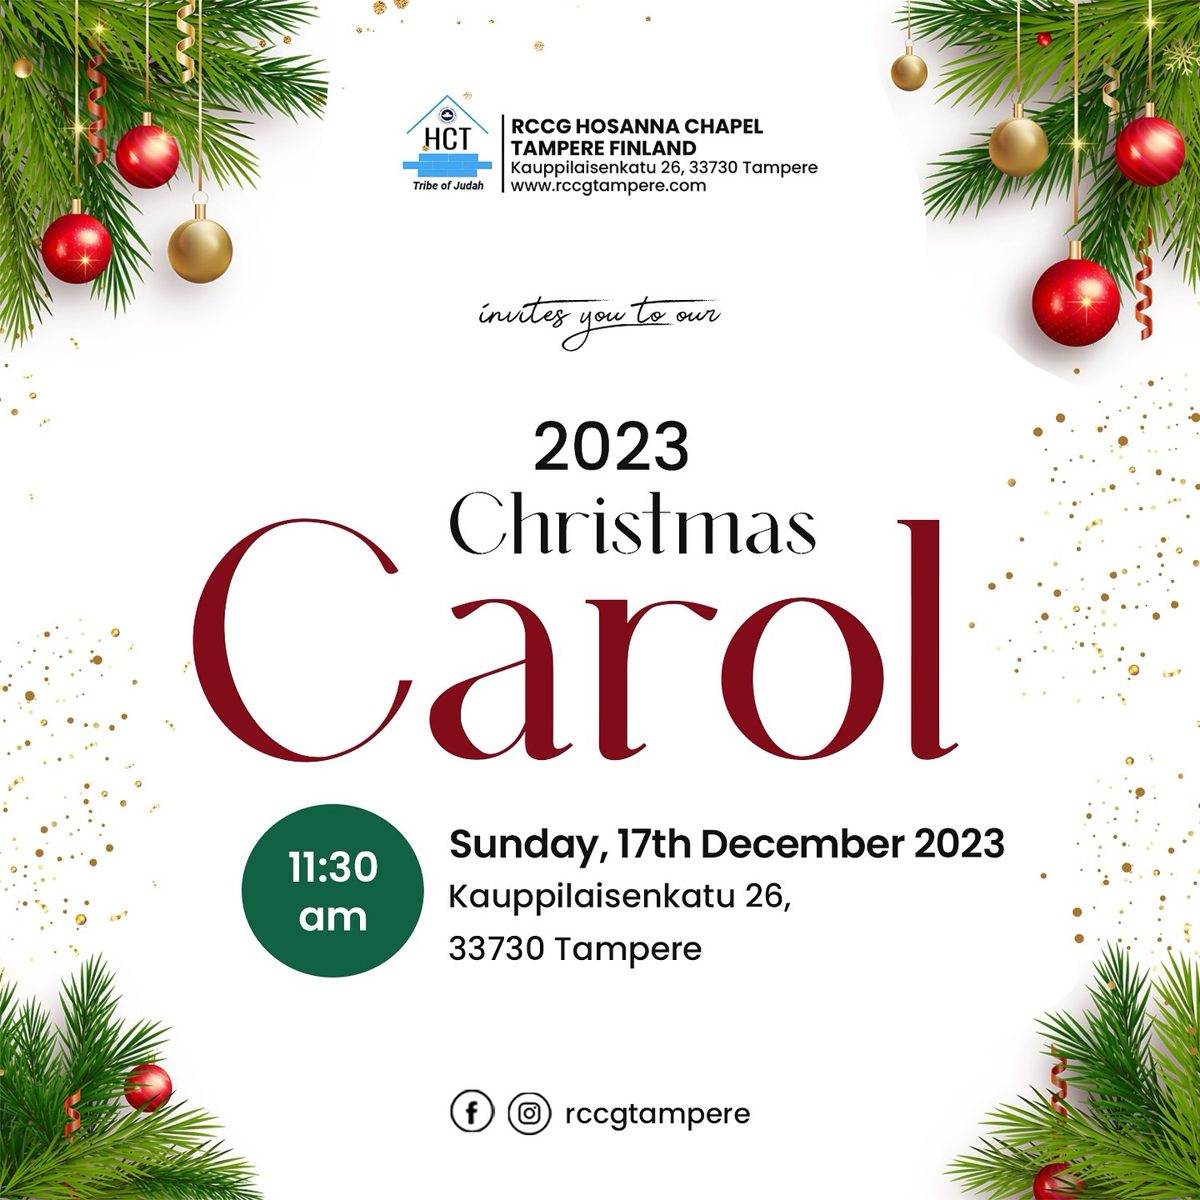 HCT
Tribe of Judah
RCCG HOSANNA CHAPEL
TAMPERE FINLAND
Kauppilaisenkatu 26, 33730 Tampere
www.rccgtampere.com
invites you to our
2023
Christmas
Carol
11:30
am
Sunday, 17th December 2023
Kauppilaisenkatu 26,
33730 Tampere
rccgtampere